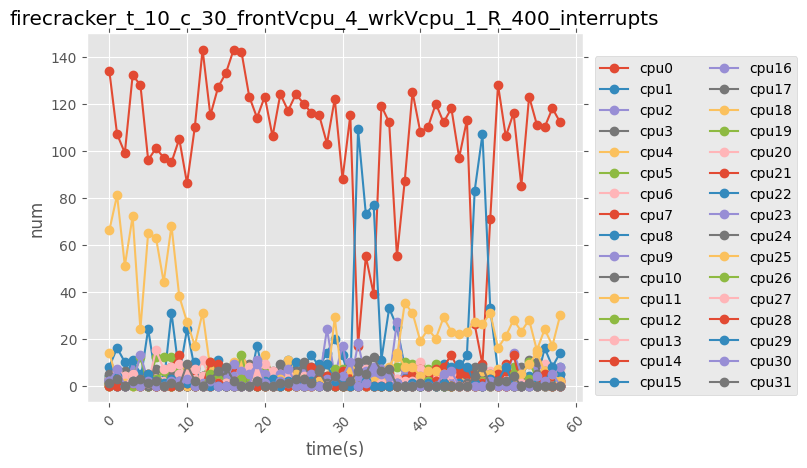 firecracker_t_10_c_30_frontVcpu_4_wrkVcpu_1_R_400_interrupts
140
120
100
80
60
40
20
0
num
0
10
20
30
40
50
60
time(s)
cpu0
cpu1
cpu2
cpu3
cpu4
cpu5
cpu6
cpu7
cpu8
cpu9
cpu10
cpu11
cpu12
cpu13
cpu14
cpu15
cpu16
cpu17
cpu18
cpu19
cpu20
cpu21
cpu22
cpu23
cpu24
cpu25
cpu26
cpu27
cpu28
cpu29
cpu30
cpu31